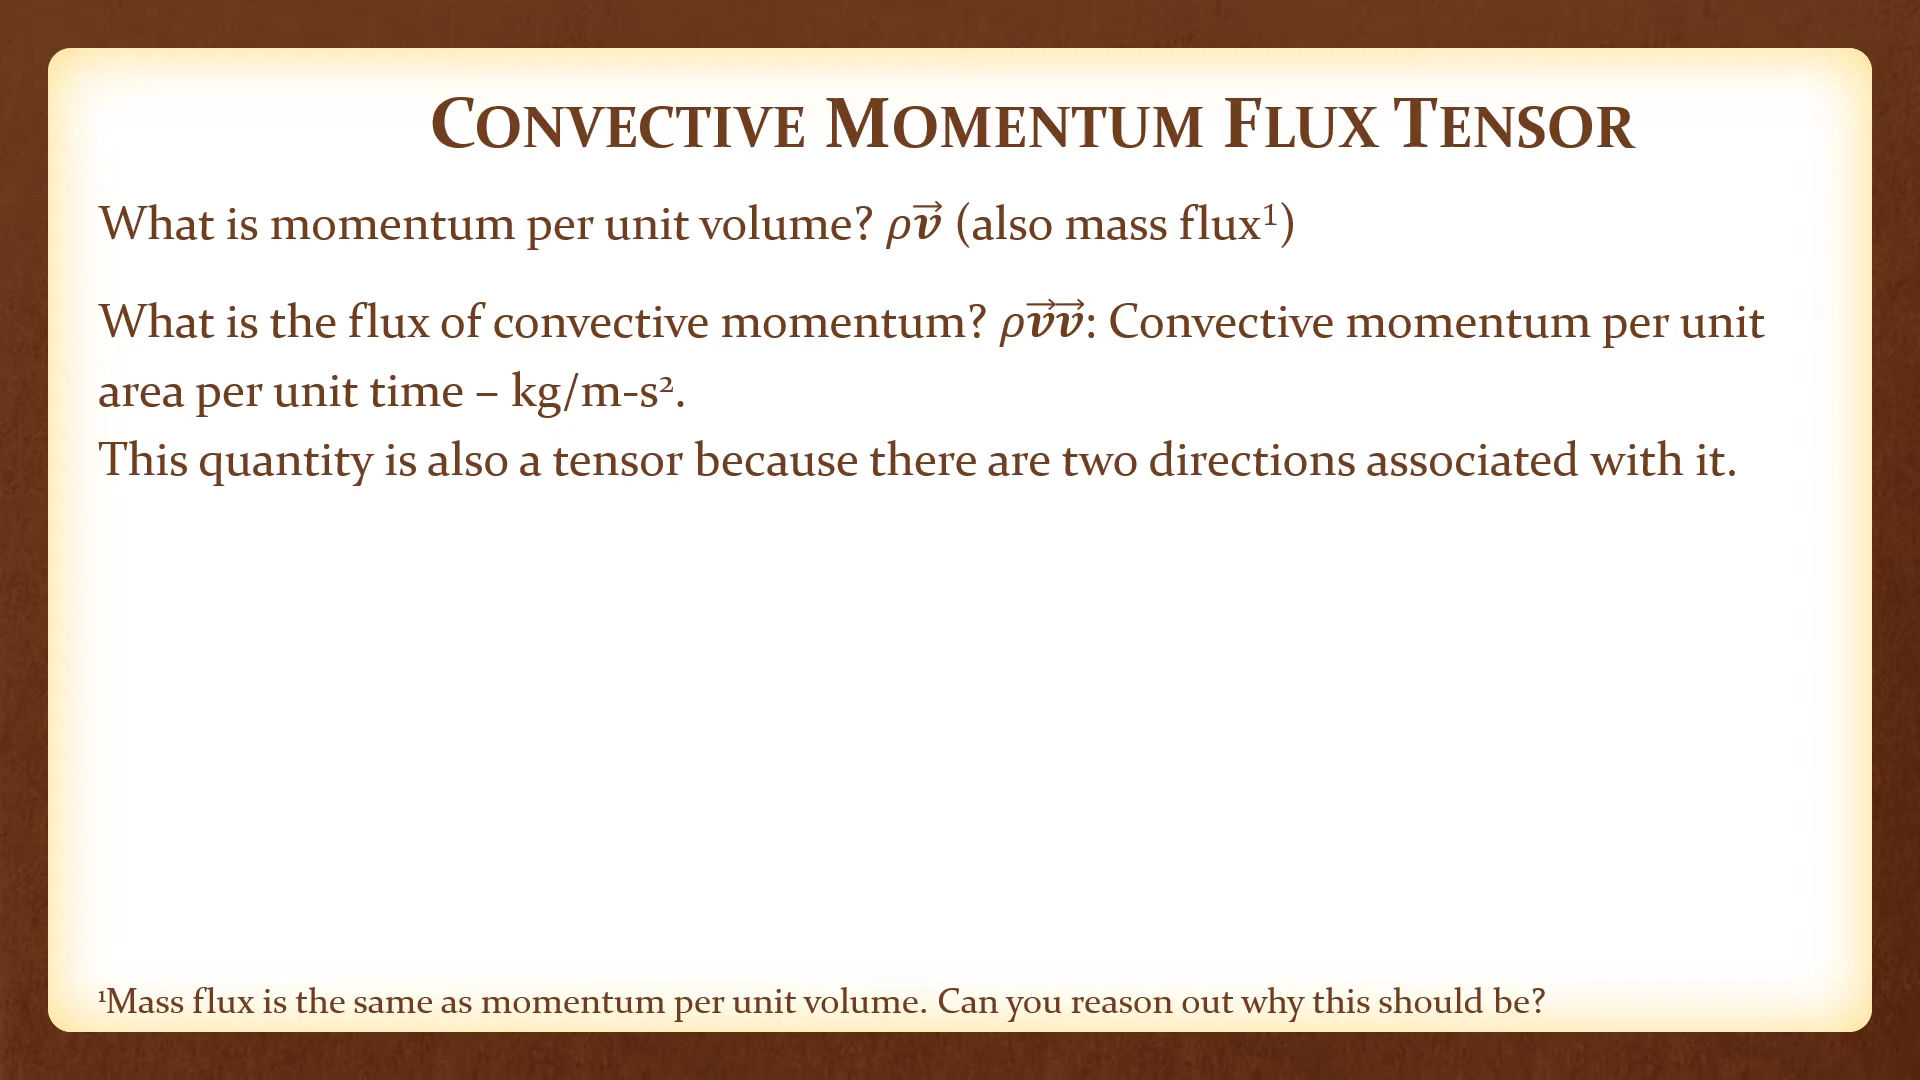 CONVECTIVE MOMENTUM FLUX TENSOR
What is momentum per unit volume? ρv⃗ (also mass flux¹)
What is the flux of convective momentum? ρv⃗v⃗: Convective momentum per unit
area per unit time – kg/m-s².
This quantity is also a tensor because there are two directions associated with it.
¹Mass flux is the same as momentum per unit volume. Can you reason out why this should be?